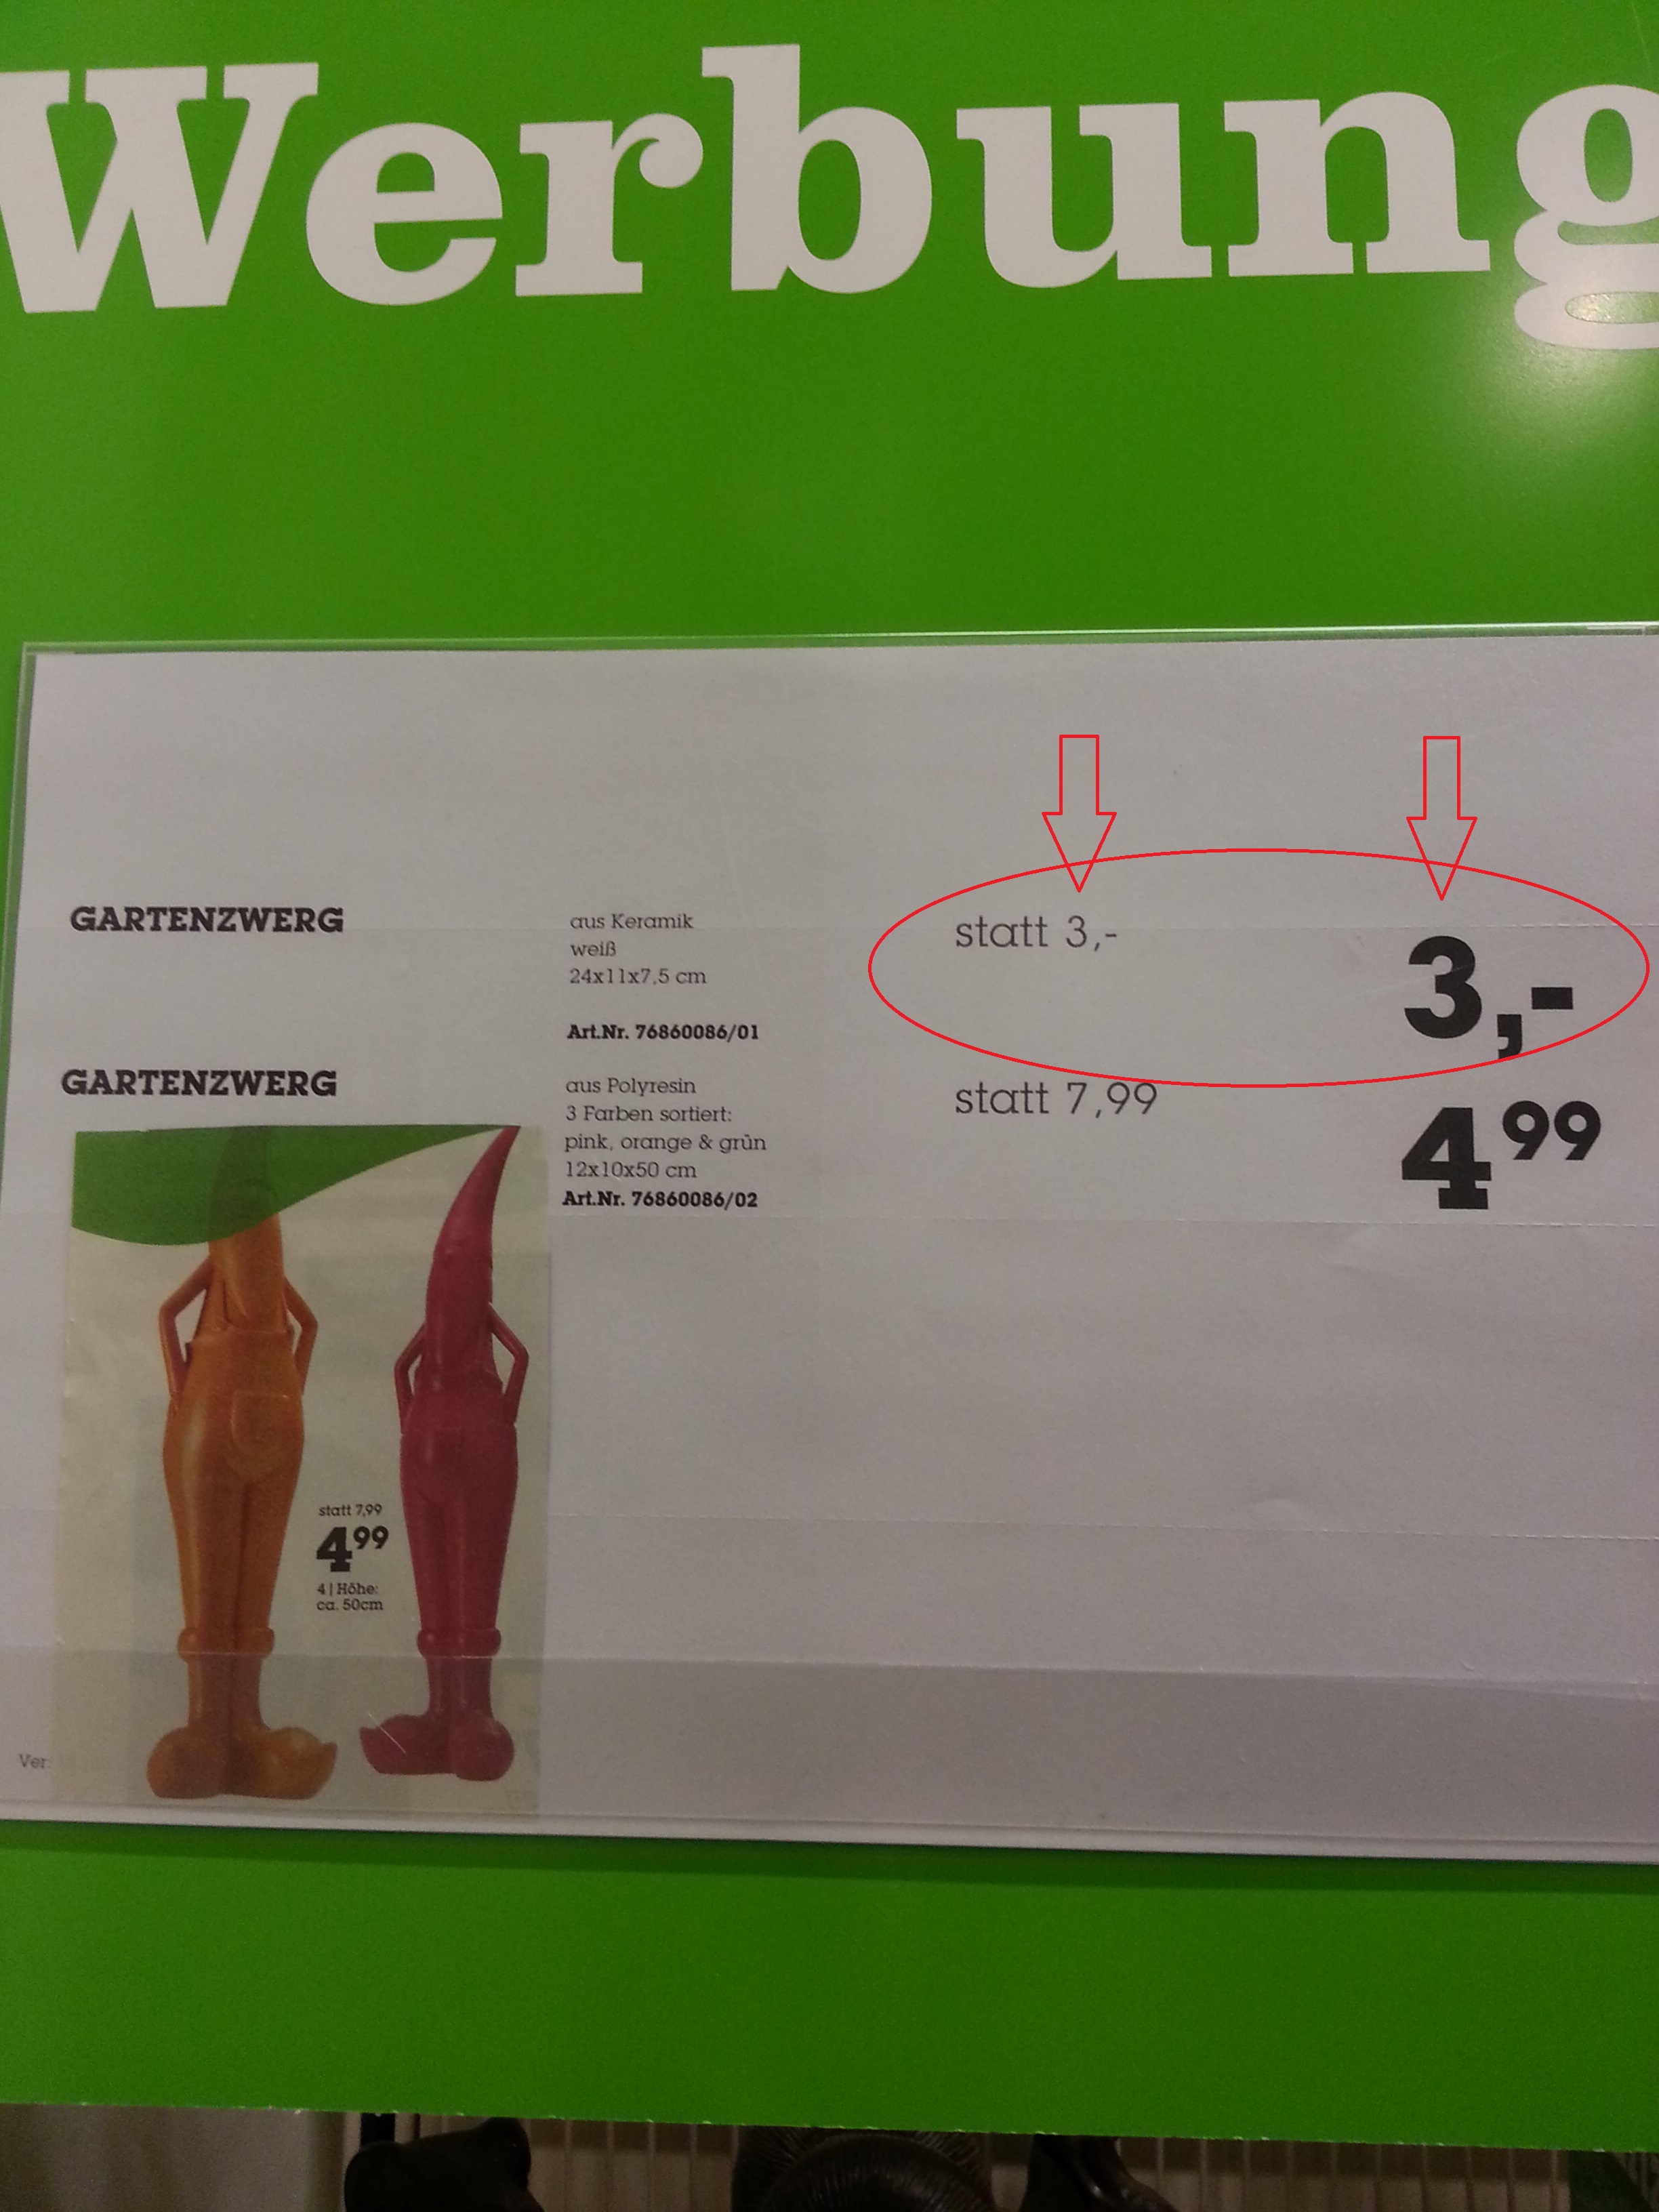 Werbung
GARTENZWERG
aus Keramik
weiß
24x11x7,5 cm
Art.Nr. 76860086/01
statt 3,-
3,-
GARTENZWERG
aus Polyresin
3 Farben sortiert:
pink, orange & grün
12x10x50 cm
Art.Nr. 76860086/02
statt 7,99
4 99
statt 7,99
4 99
4 | Höhe:
ca. 50cm
Ver: